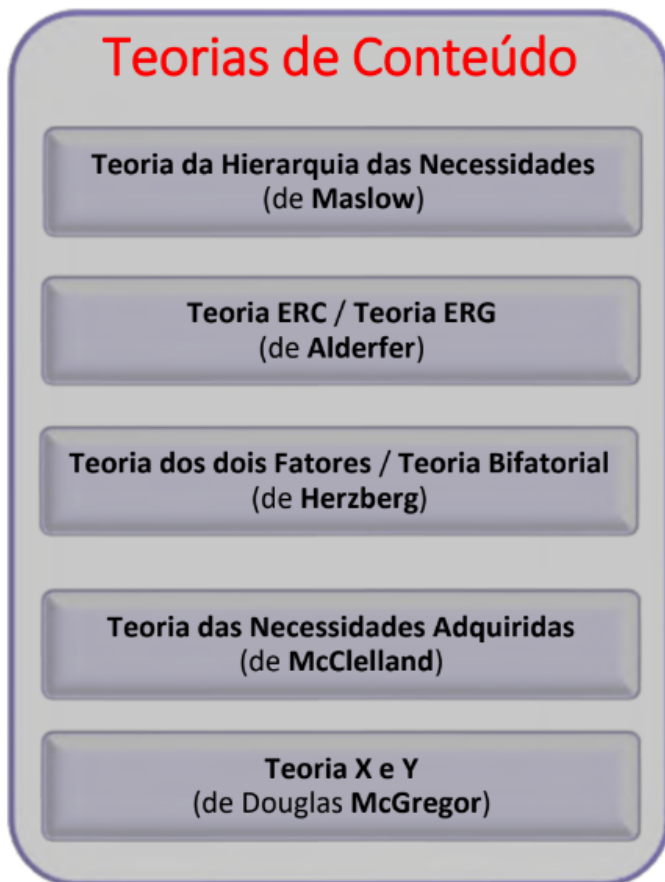 Teorias de Conteúdo
Teoria da Hierarquia das Necessidades
(de Maslow)
Teoria ERC / Teoria ERG
(de Alderfer)
Teoria dos dois Fatores / Teoria Bifatorial
(de Herzberg)
Teoria das Necessidades Adquiridas
(de McClelland)
Teoria X e Y
(de Douglas McGregor)